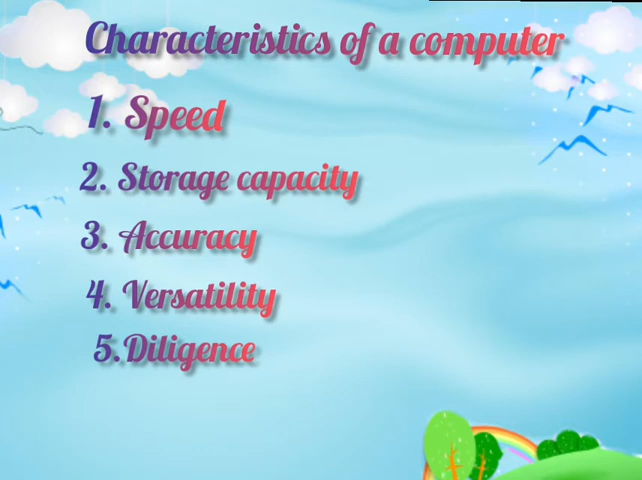 Characteristics of a computer
1. Speed
2. Storage capacity
3. Accuracy
4. Versatility
5.Diligence